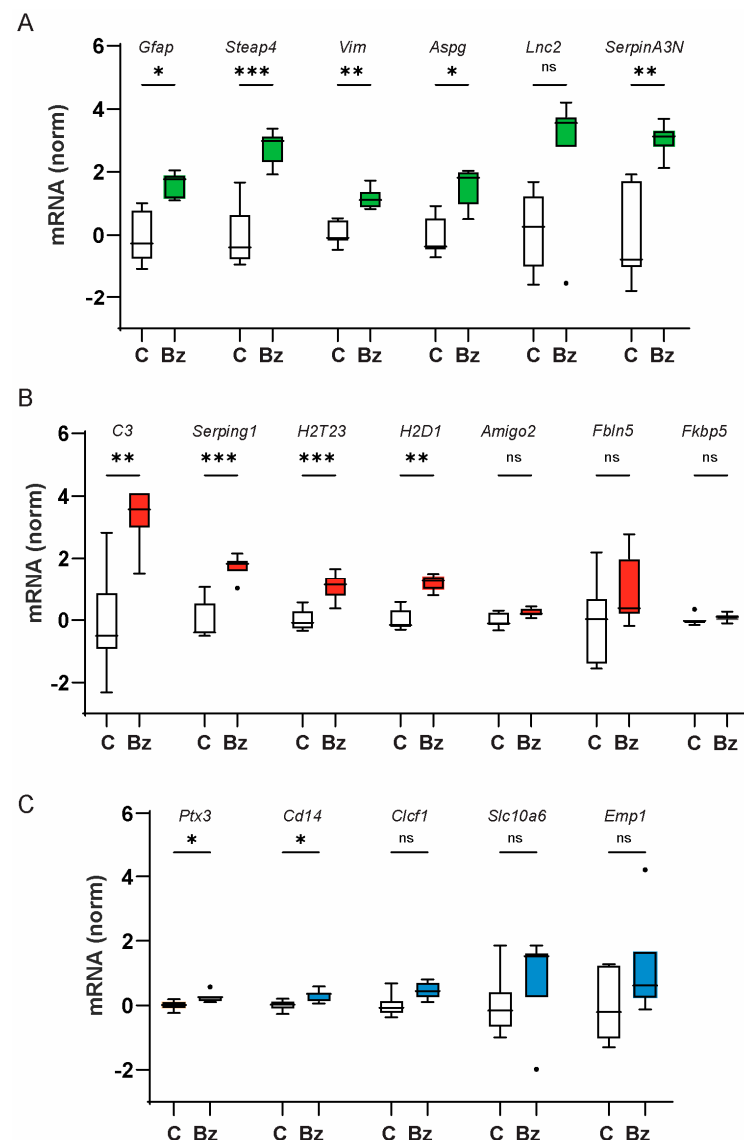 A
mRNA (norm)
6
4
2
0
-2
Gfap Steap4 Vim Aspg Lnc2 SerpinA3N
* *** ** * ns **
C Bz C Bz C Bz C Bz C Bz C Bz
B
mRNA (norm)
6
4
2
0
-2
C3 Serping1 H2T23 H2D1 Amigo2 Fbln5 Fkbp5
** *** *** ** ns ns ns
C Bz C Bz C Bz C Bz C Bz C Bz C Bz
C
mRNA (norm)
6
4
2
0
-2
Ptx3 Cd14 Clcf1 Slc10a6 Emp1
* * ns ns ns
C Bz C Bz C Bz C Bz C Bz